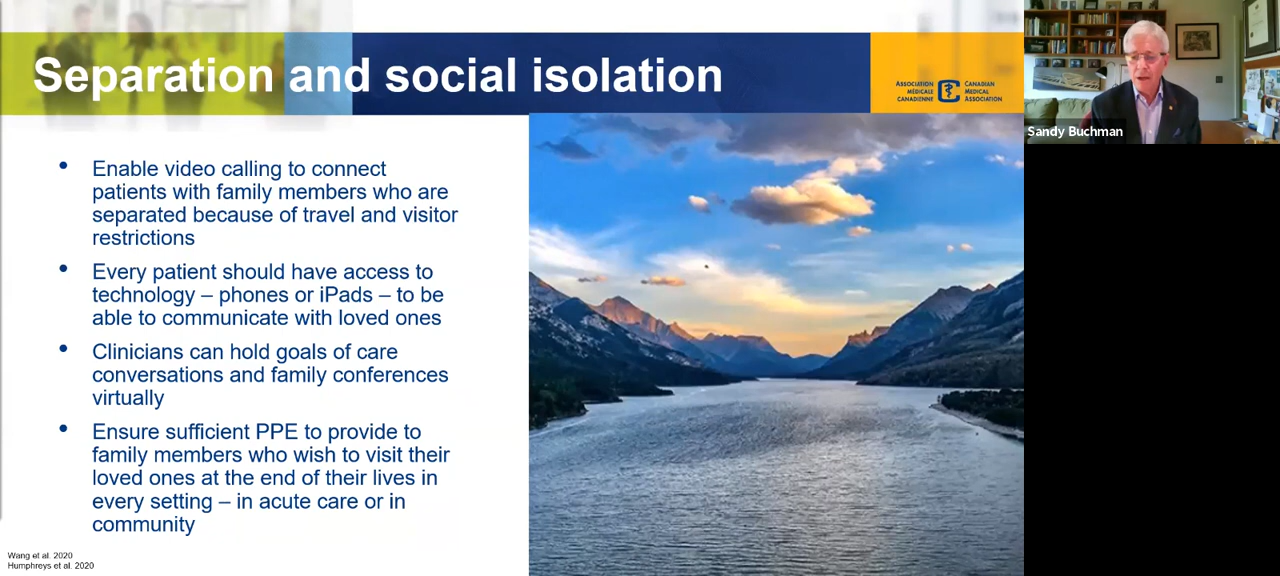 Separation and social isolation
ASSOCIATION
MÉDICALE
CANADIENNE
CANADIAN
MEDICAL
ASSOCIATION
• Enable video calling to connect
patients with family members who are
separated because of travel and visitor
restrictions
• Every patient should have access to
technology – phones or iPads – to be
able to communicate with loved ones
• Clinicians can hold goals of care
conversations and family conferences
virtually
• Ensure sufficient PPE to provide to
family members who wish to visit their
loved ones at the end of their lives in
every setting – in acute care or in
community
Wang et al. 2020
Humphreys et al. 2020
Sandy Buchman